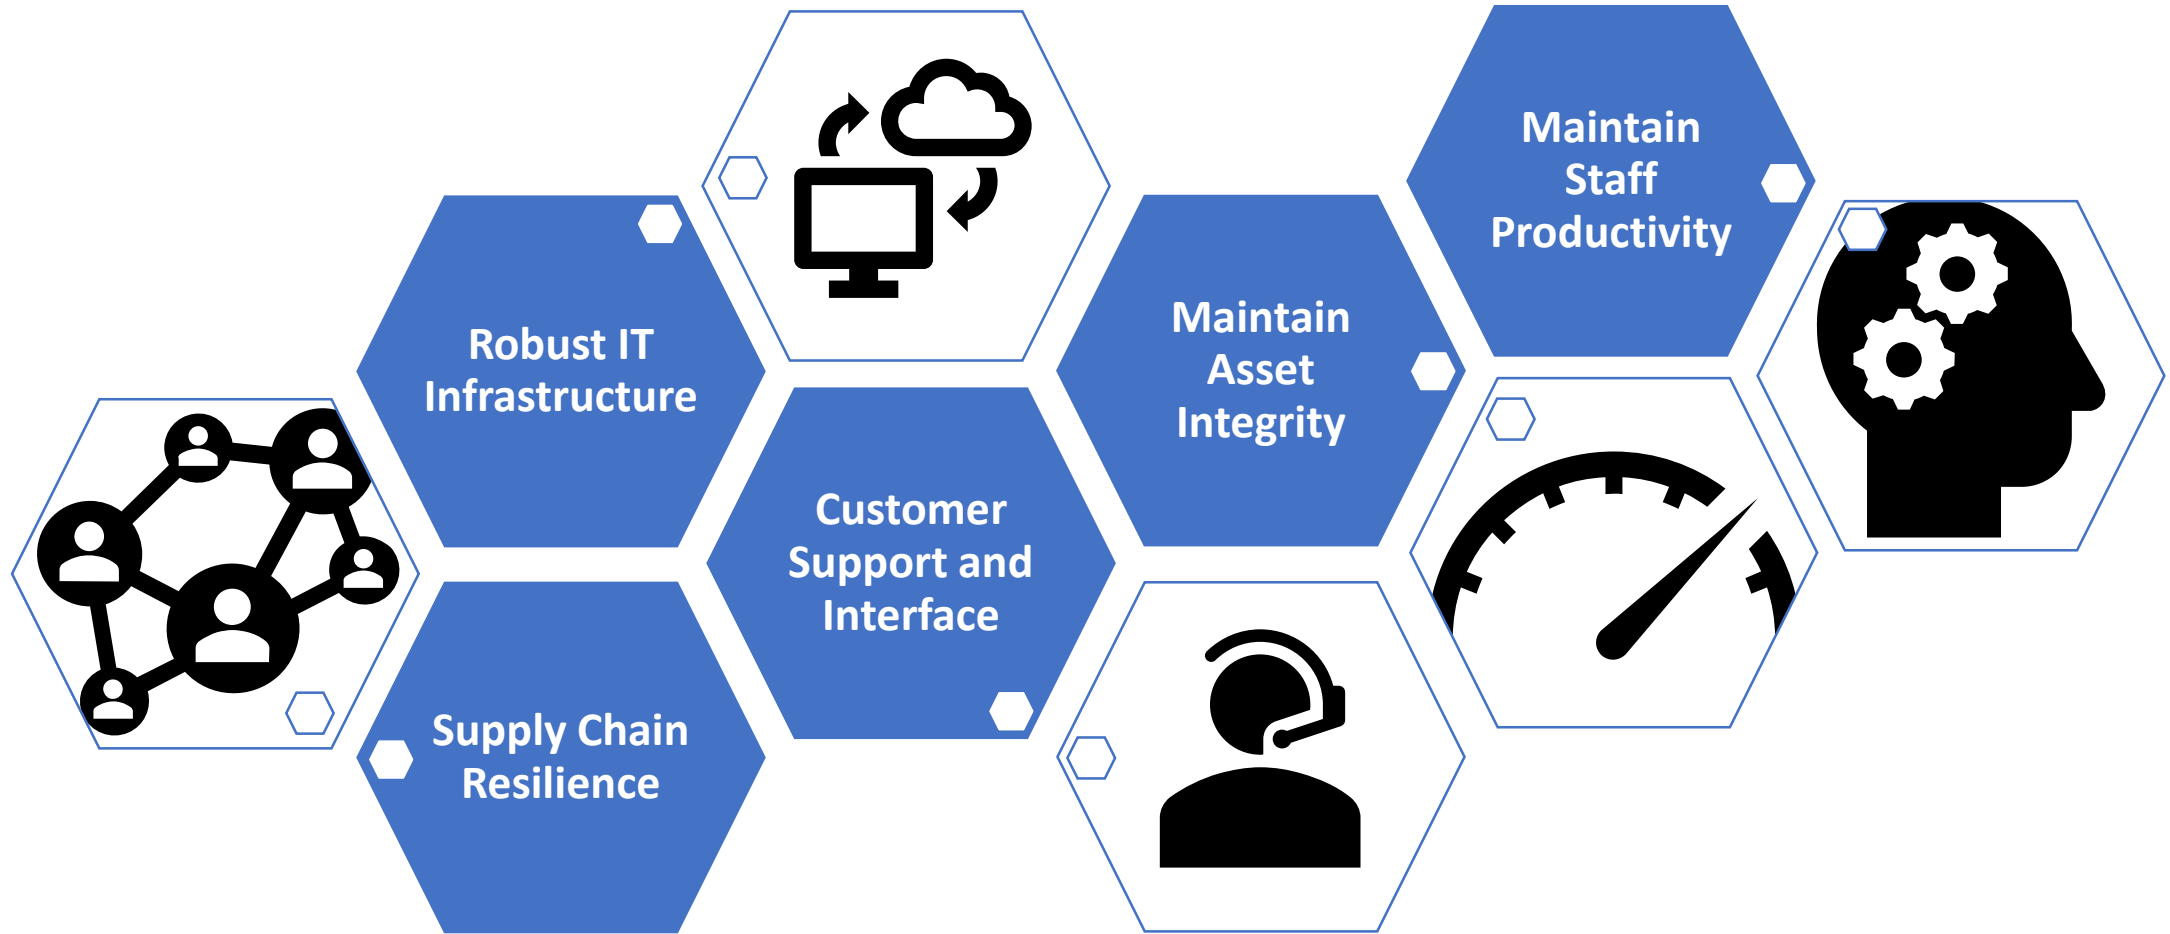 Robust IT
Infrastructure
Supply Chain
Resilience
Customer
Support and
Interface
Maintain
Asset
Integrity
Maintain
Staff
Productivity